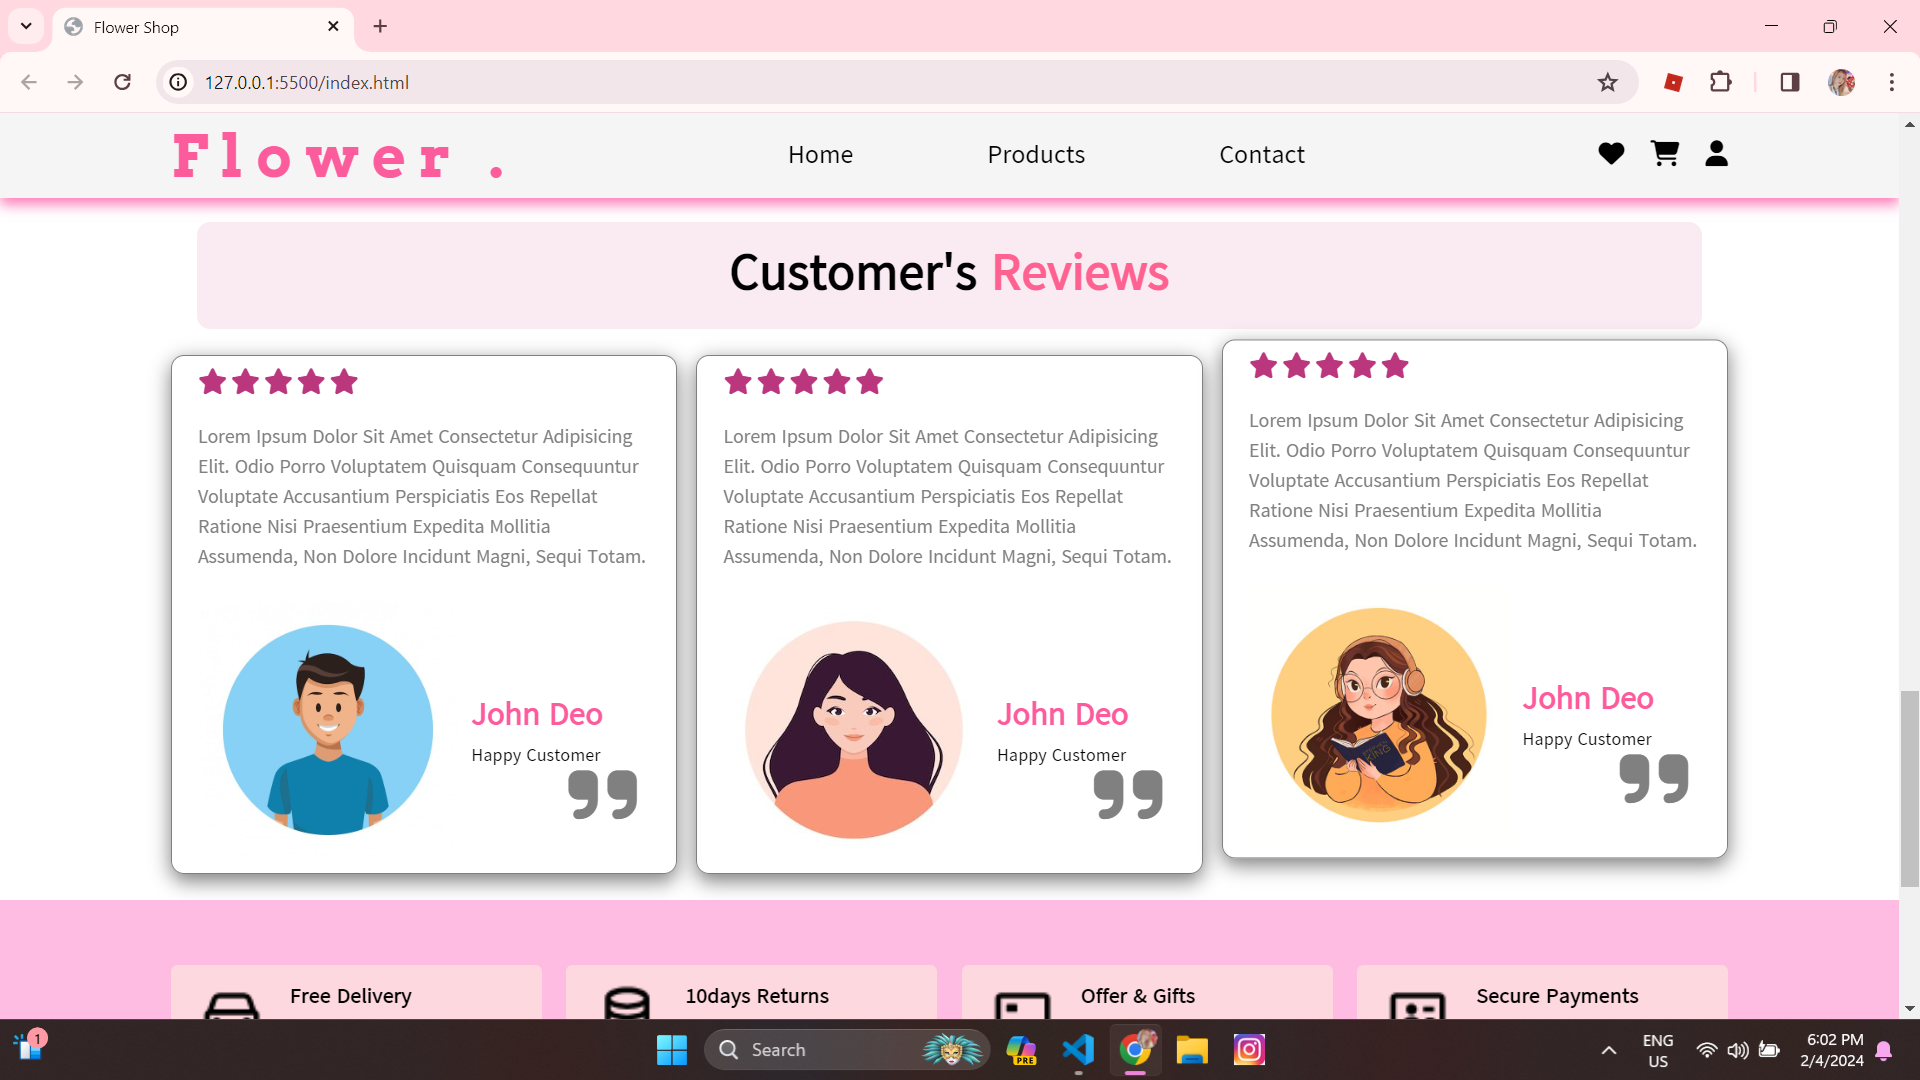 Flower Shop
127.0.0.1:5500/index.html
Flower .
Home
Products
Contact
Customer's Reviews
Lorem Ipsum Dolor Sit Amet Consectetur Adipisicing
Elit. Odio Porro Voluptatem Quisquam Consequuntur
Voluptate Accusantium Perspiciatis Eos Repellat
Ratione Nisi Praesentium Expedita Mollitia
Assumenda, Non Dolore Incidunt Magni, Sequi Totam.
John Deo
Happy Customer
Lorem Ipsum Dolor Sit Amet Consectetur Adipisicing
Elit. Odio Porro Voluptatem Quisquam Consequuntur
Voluptate Accusantium Perspiciatis Eos Repellat
Ratione Nisi Praesentium Expedita Mollitia
Assumenda, Non Dolore Incidunt Magni, Sequi Totam.
John Deo
Happy Customer
Lorem Ipsum Dolor Sit Amet Consectetur Adipisicing
Elit. Odio Porro Voluptatem Quisquam Consequuntur
Voluptate Accusantium Perspiciatis Eos Repellat
Ratione Nisi Praesentium Expedita Mollitia
Assumenda, Non Dolore Incidunt Magni, Sequi Totam.
KING
John Deo
Happy Customer
Free Delivery
10days Returns
Offer & Gifts
Secure Payments
1
Search
PRE
ENG
US
6:02 PM
2/4/2024